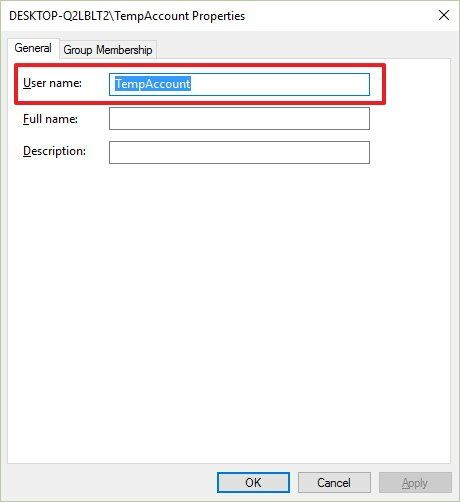 DESKTOP-Q2LBLT2\TempAccount Properties
General Group Membership
User name: TempAccount
Full name:
Description:
OK Cancel Apply